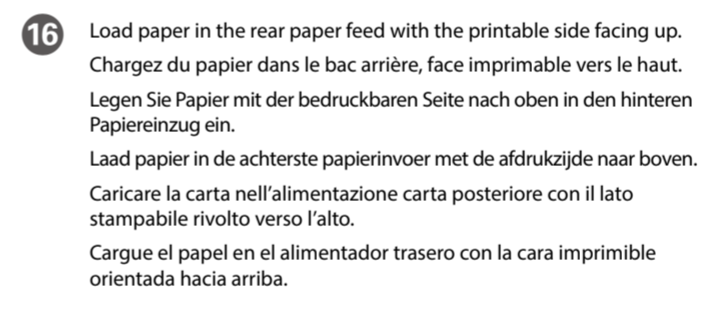 16
Load paper in the rear paper feed with the printable side facing up.
Chargez du papier dans le bac arrière, face imprimable vers le haut.
Legen Sie Papier mit der bedruckbaren Seite nach oben in den hinteren
Papiereinzug ein.
Laad papier in de achterste papierinvoer met de afdrukzijde naar boven.
Caricare la carta nell’alimentazione carta posteriore con il lato
stampabile rivolto verso l’alto.
Cargue el papel en el alimentador trasero con la cara imprimible
orientada hacia arriba.